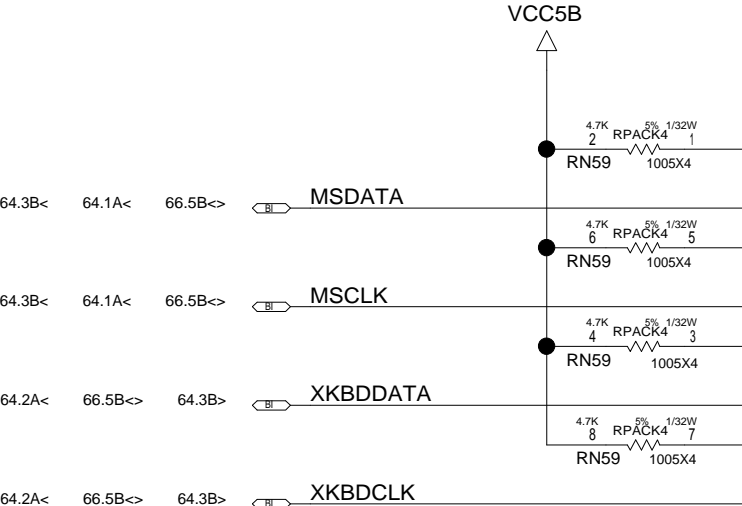 VCC5B
4.7K 5% 1/32W
2 RPACK4 1
RN59 1005X4
64.3B< 64.1A< 66.5B<> BI MSDATA
4.7K 5% 1/32W
6 RPACK4 5
RN59 1005X4
64.3B< 64.1A< 66.5B<> BI MSCLK
4.7K 5% 1/32W
4 RPACK4 3
RN59 1005X4
64.2A< 66.5B<> 64.3B> BI XKBDDATA
4.7K 5% 1/32W
8 RPACK4 7
RN59 1005X4
64.2A< 66.5B<> 64.3B> BI XKBDCLK